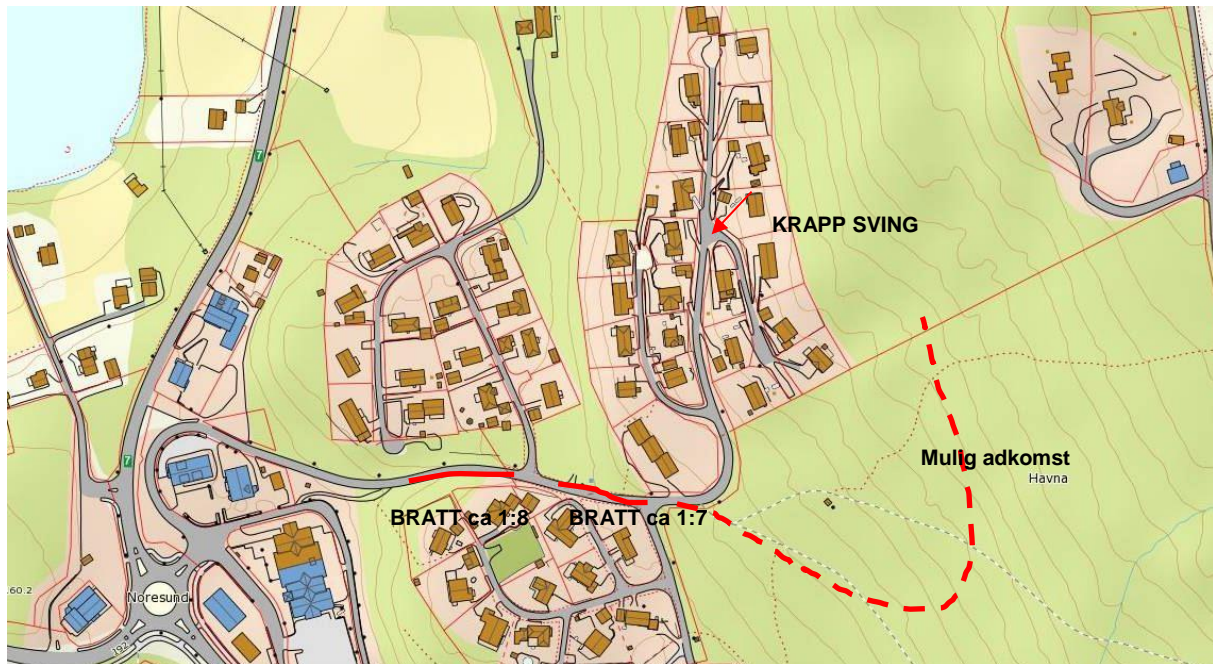 7
KRAPP SVING
Mulig adkomst
Havna
7
BRATT ca 1:8
BRATT ca 1:7
.60.2
Noresund
192